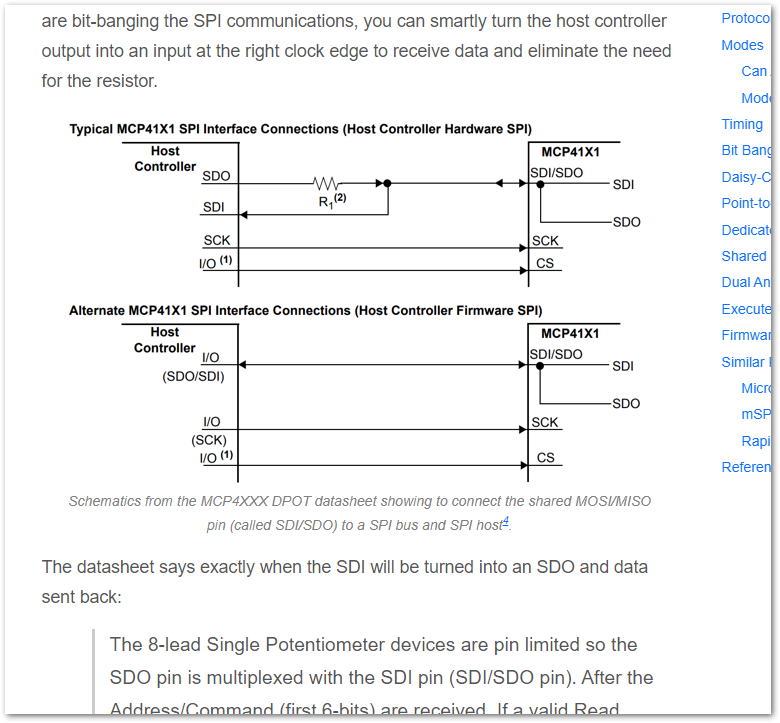 are bit-banging the SPI communications, you can smartly turn the host controller
output into an input at the right clock edge to receive data and eliminate the need
for the resistor.
Typical MCP41X1 SPI Interface Connections (Host Controller Hardware SPI)
Host
Controller
MCP41X1
SDO
R1(2)
SDI/SDO
SDI
SDI
SDO
SCK
SCK
I/O (1)
CS
Alternate MCP41X1 SPI Interface Connections (Host Controller Firmware SPI)
Host
Controller
MCP41X1
I/O
(SDO/SDI)
SDI/SDO
SDI
SDO
I/O
(SCK)
SCK
I/O (1)
CS
Schematics from the MCP4XXX DPOT datasheet showing to connect the shared MOSI/MISO
pin (called SDI/SDO) to a SPI bus and SPI host4.
The datasheet says exactly when the SDI will be turned into an SDO and data
sent back:
The 8-lead Single Potentiometer devices are pin limited so the
SDO pin is multiplexed with the SDI pin (SDI/SDO pin). After the
Address/Command (first 6-bits) are received, If a valid Read
Protoco
Modes
Can
Mod
Timing
Bit Bang
Daisy-C
Point-to
Dedicat
Shared
Dual An
Execute
Firmwar
Similar
Micr
mSP
Rapi
Referen